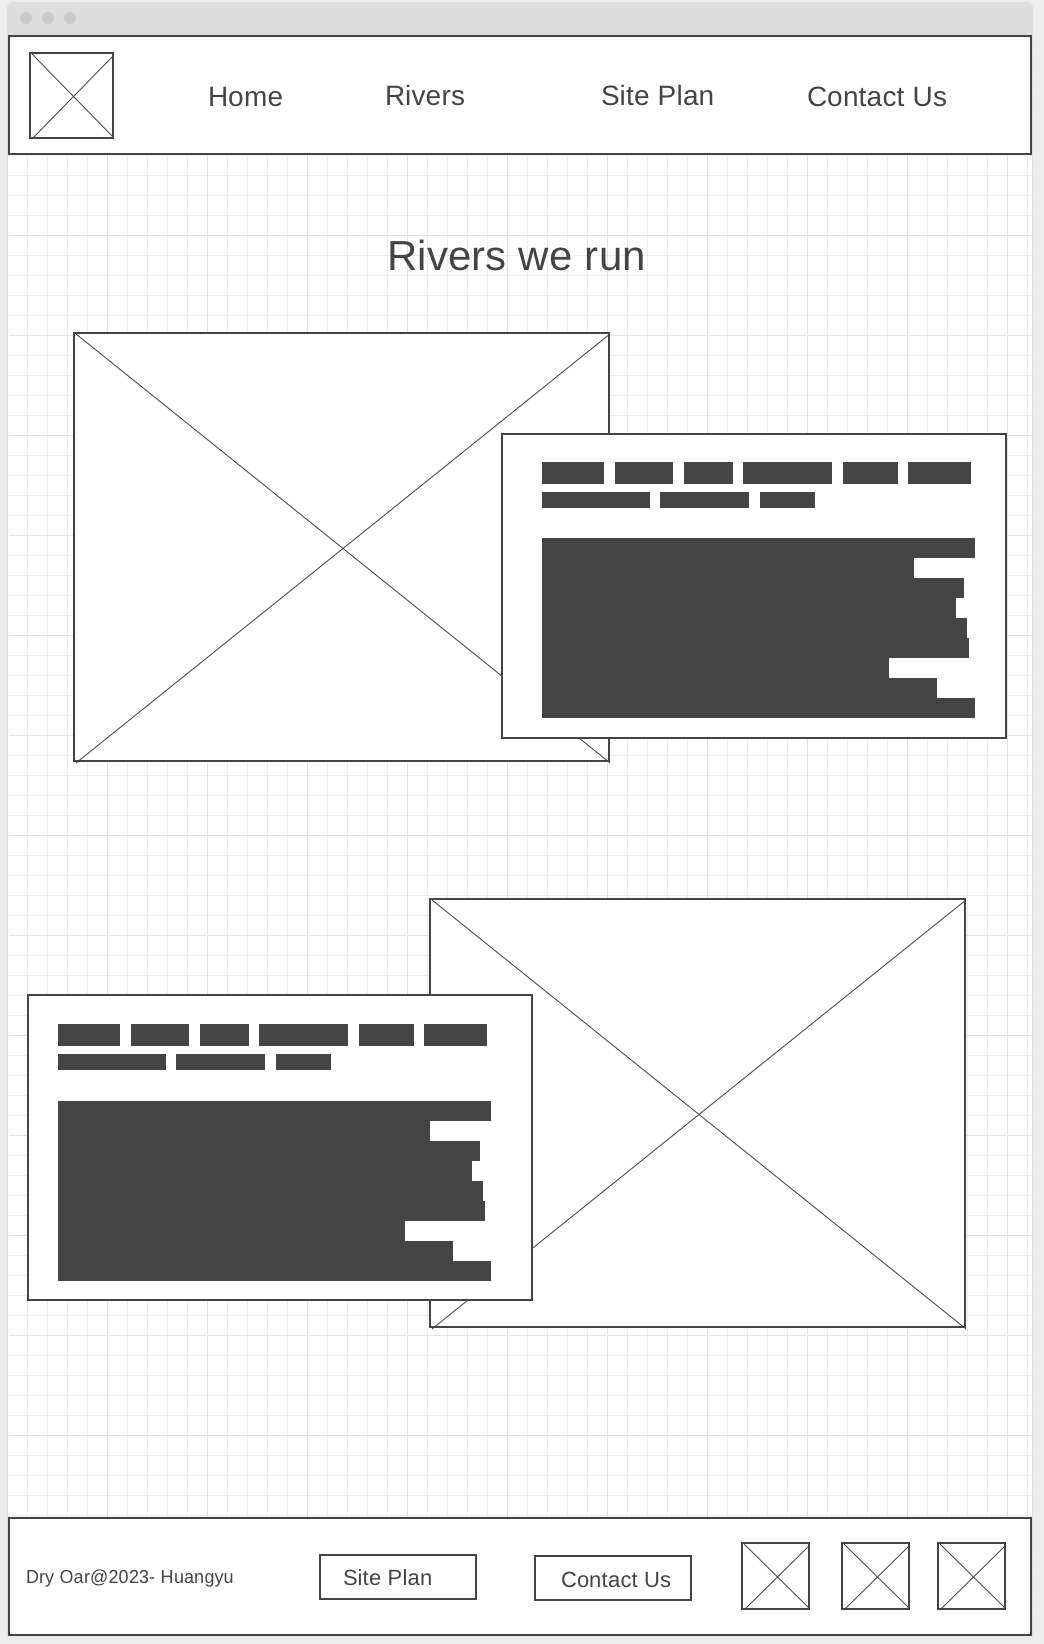 Home
Rivers
Site Plan
Contact Us
Rivers we run
Dry Oar@2023- Huangyu
Site Plan
Contact Us